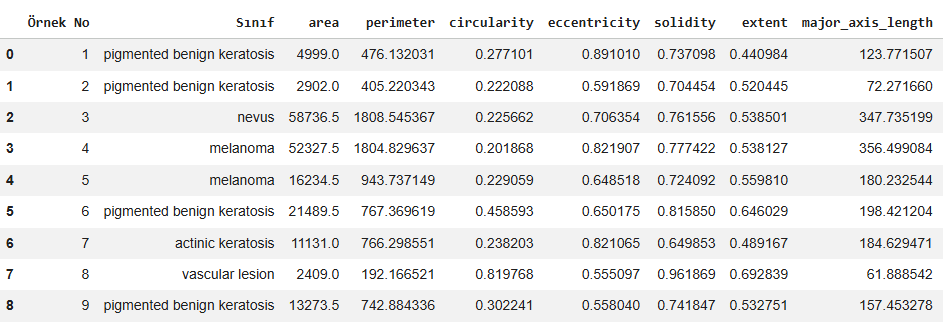 Örnek No Sınıf area perimeter circularity eccentricity solidity extent major_axis_length
0 1 pigmented benign keratosis 4999.0 476.132031 0.277101 0.891010 0.737098 0.440984 123.771507
1 2 pigmented benign keratosis 2902.0 405.220343 0.222088 0.591869 0.704454 0.520445 72.271660
2 3 nevus 58736.5 1808.545367 0.225662 0.706354 0.761556 0.538501 347.735199
3 4 melanoma 52327.5 1804.829637 0.201868 0.821907 0.777422 0.538127 356.499084
4 5 melanoma 16234.5 943.737149 0.229059 0.648518 0.724092 0.559810 180.232544
5 6 pigmented benign keratosis 21489.5 767.369619 0.458593 0.650175 0.815850 0.646029 198.421204
6 7 actinic keratosis 11131.0 766.298551 0.238203 0.821065 0.649853 0.489167 184.629471
7 8 vascular lesion 2409.0 192.166521 0.819768 0.555097 0.961869 0.692839 61.888542
8 9 pigmented benign keratosis 13273.5 742.884336 0.302241 0.558040 0.741847 0.532751 157.453278